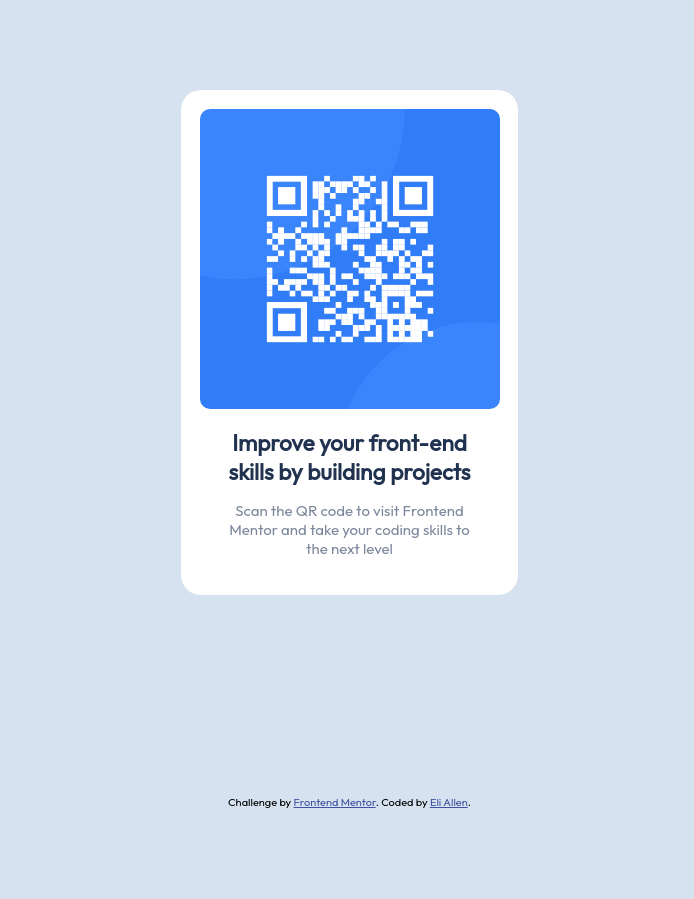 Improve your front-end
skills by building projects
Scan the QR code to visit Frontend
Mentor and take your coding skills to
the next level
Challenge by Frontend Mentor. Coded by Eli Allen.